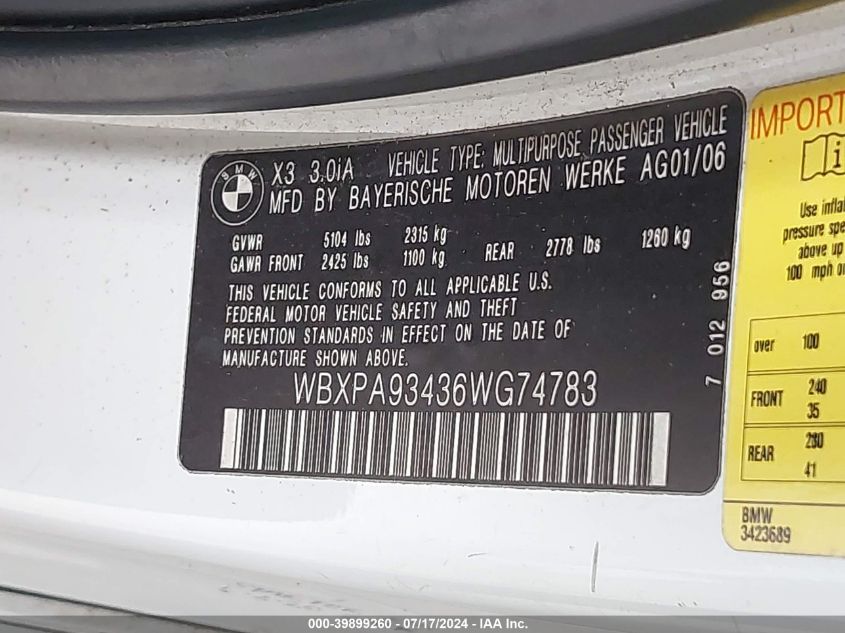 BMW
X3 3.0iA VEHICLE TYPE: MULTIPURPOSE PASSENGER VEHICLE
MFD BY BAYERISCHE MOTOREN WERKE AG 01/06
GVWR 5104 lbs 2315 kg
GAWR FRONT 2425 lbs 1100 kg REAR 2778 lbs 1260 kg
THIS VEHICLE CONFORMS TO ALL APPLICABLE U.S.
FEDERAL MOTOR VEHICLE SAFETY AND THEFT
PREVENTION STANDARDS IN EFFECT ON THE DATE OF
MANUFACTURE SHOWN ABOVE.
WBXPA93436WG74783
7 012 956
IMPORT
i
Use infla
pressure spe
above up
100 mph o
over 100
FRONT 240
35
REAR 280
41
BMW
3423689
000-39899260 - 07/17/2024 - IAA Inc.